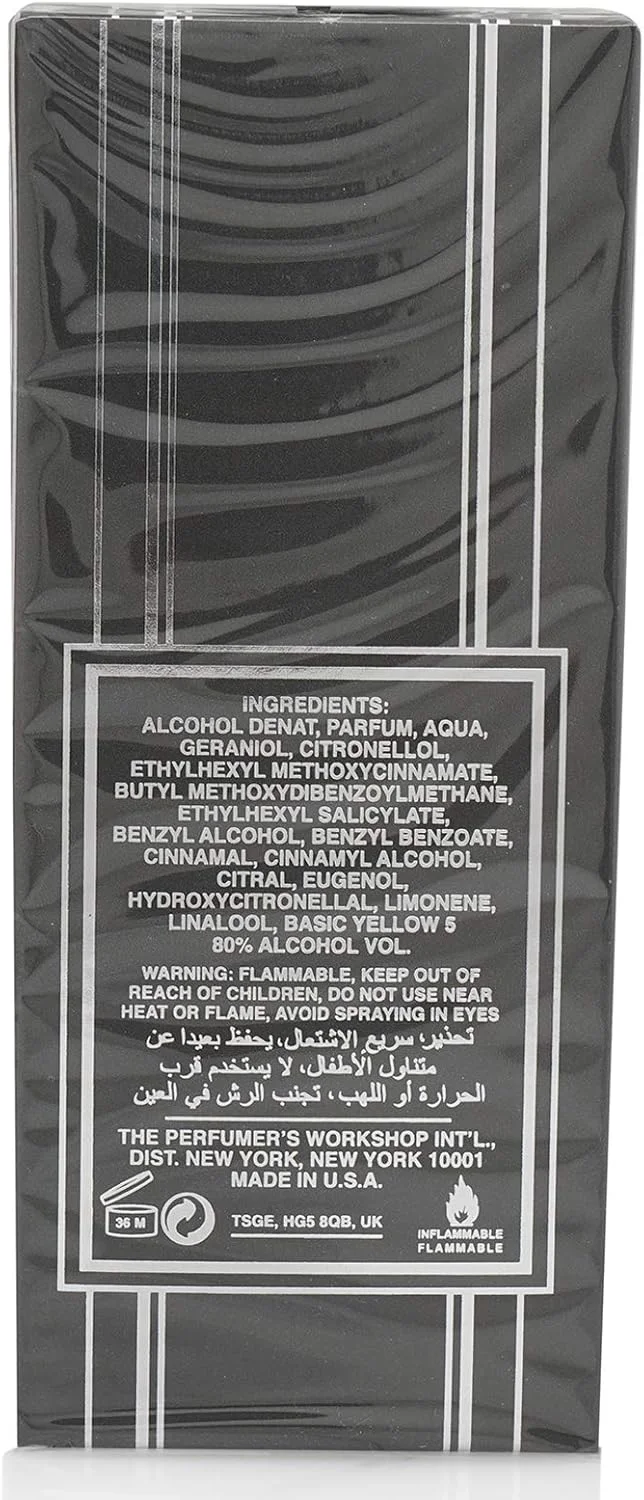 INGREDIENTS:
ALCOHOL DENAT, PARFUM, AQUA,
GERANIOL, CITRONELLOL,
ETHYLHEXYL METHOXYCINNAMATE,
BUTYL METHOXYDIBENZOYLMETHANE,
ETHYLHEXYL SALICYLATE,
BENZYL ALCOHOL, BENZYL BENZOATE,
CINNAMAL, CINNAMYL ALCOHOL,
CITRAL, EUGENOL,
HYDROXYCITRONELLAL, LIMONENE,
LINALOOL, BASIC YELLOW 5
80% ALCOHOL VOL.
WARNING: FLAMMABLE, KEEP OUT OF
REACH OF CHILDREN, DO NOT USE NEAR
HEAT OR FLAME, AVOID SPRAYING IN EYES
تحذير: سريع الاشتعال، يحفظ بعيدا عن
متناول الأطفال، لا يستخدم قرب
الحرارة أو اللهب، تجنب الرش في العين
THE PERFUMER'S WORKSHOP INT'L.,
DIST. NEW YORK, NEW YORK 10001
MADE IN U.S.A.
36 M
TSGE, HG5 8QB, UK
INFLAMMABLE
FLAMMABLE